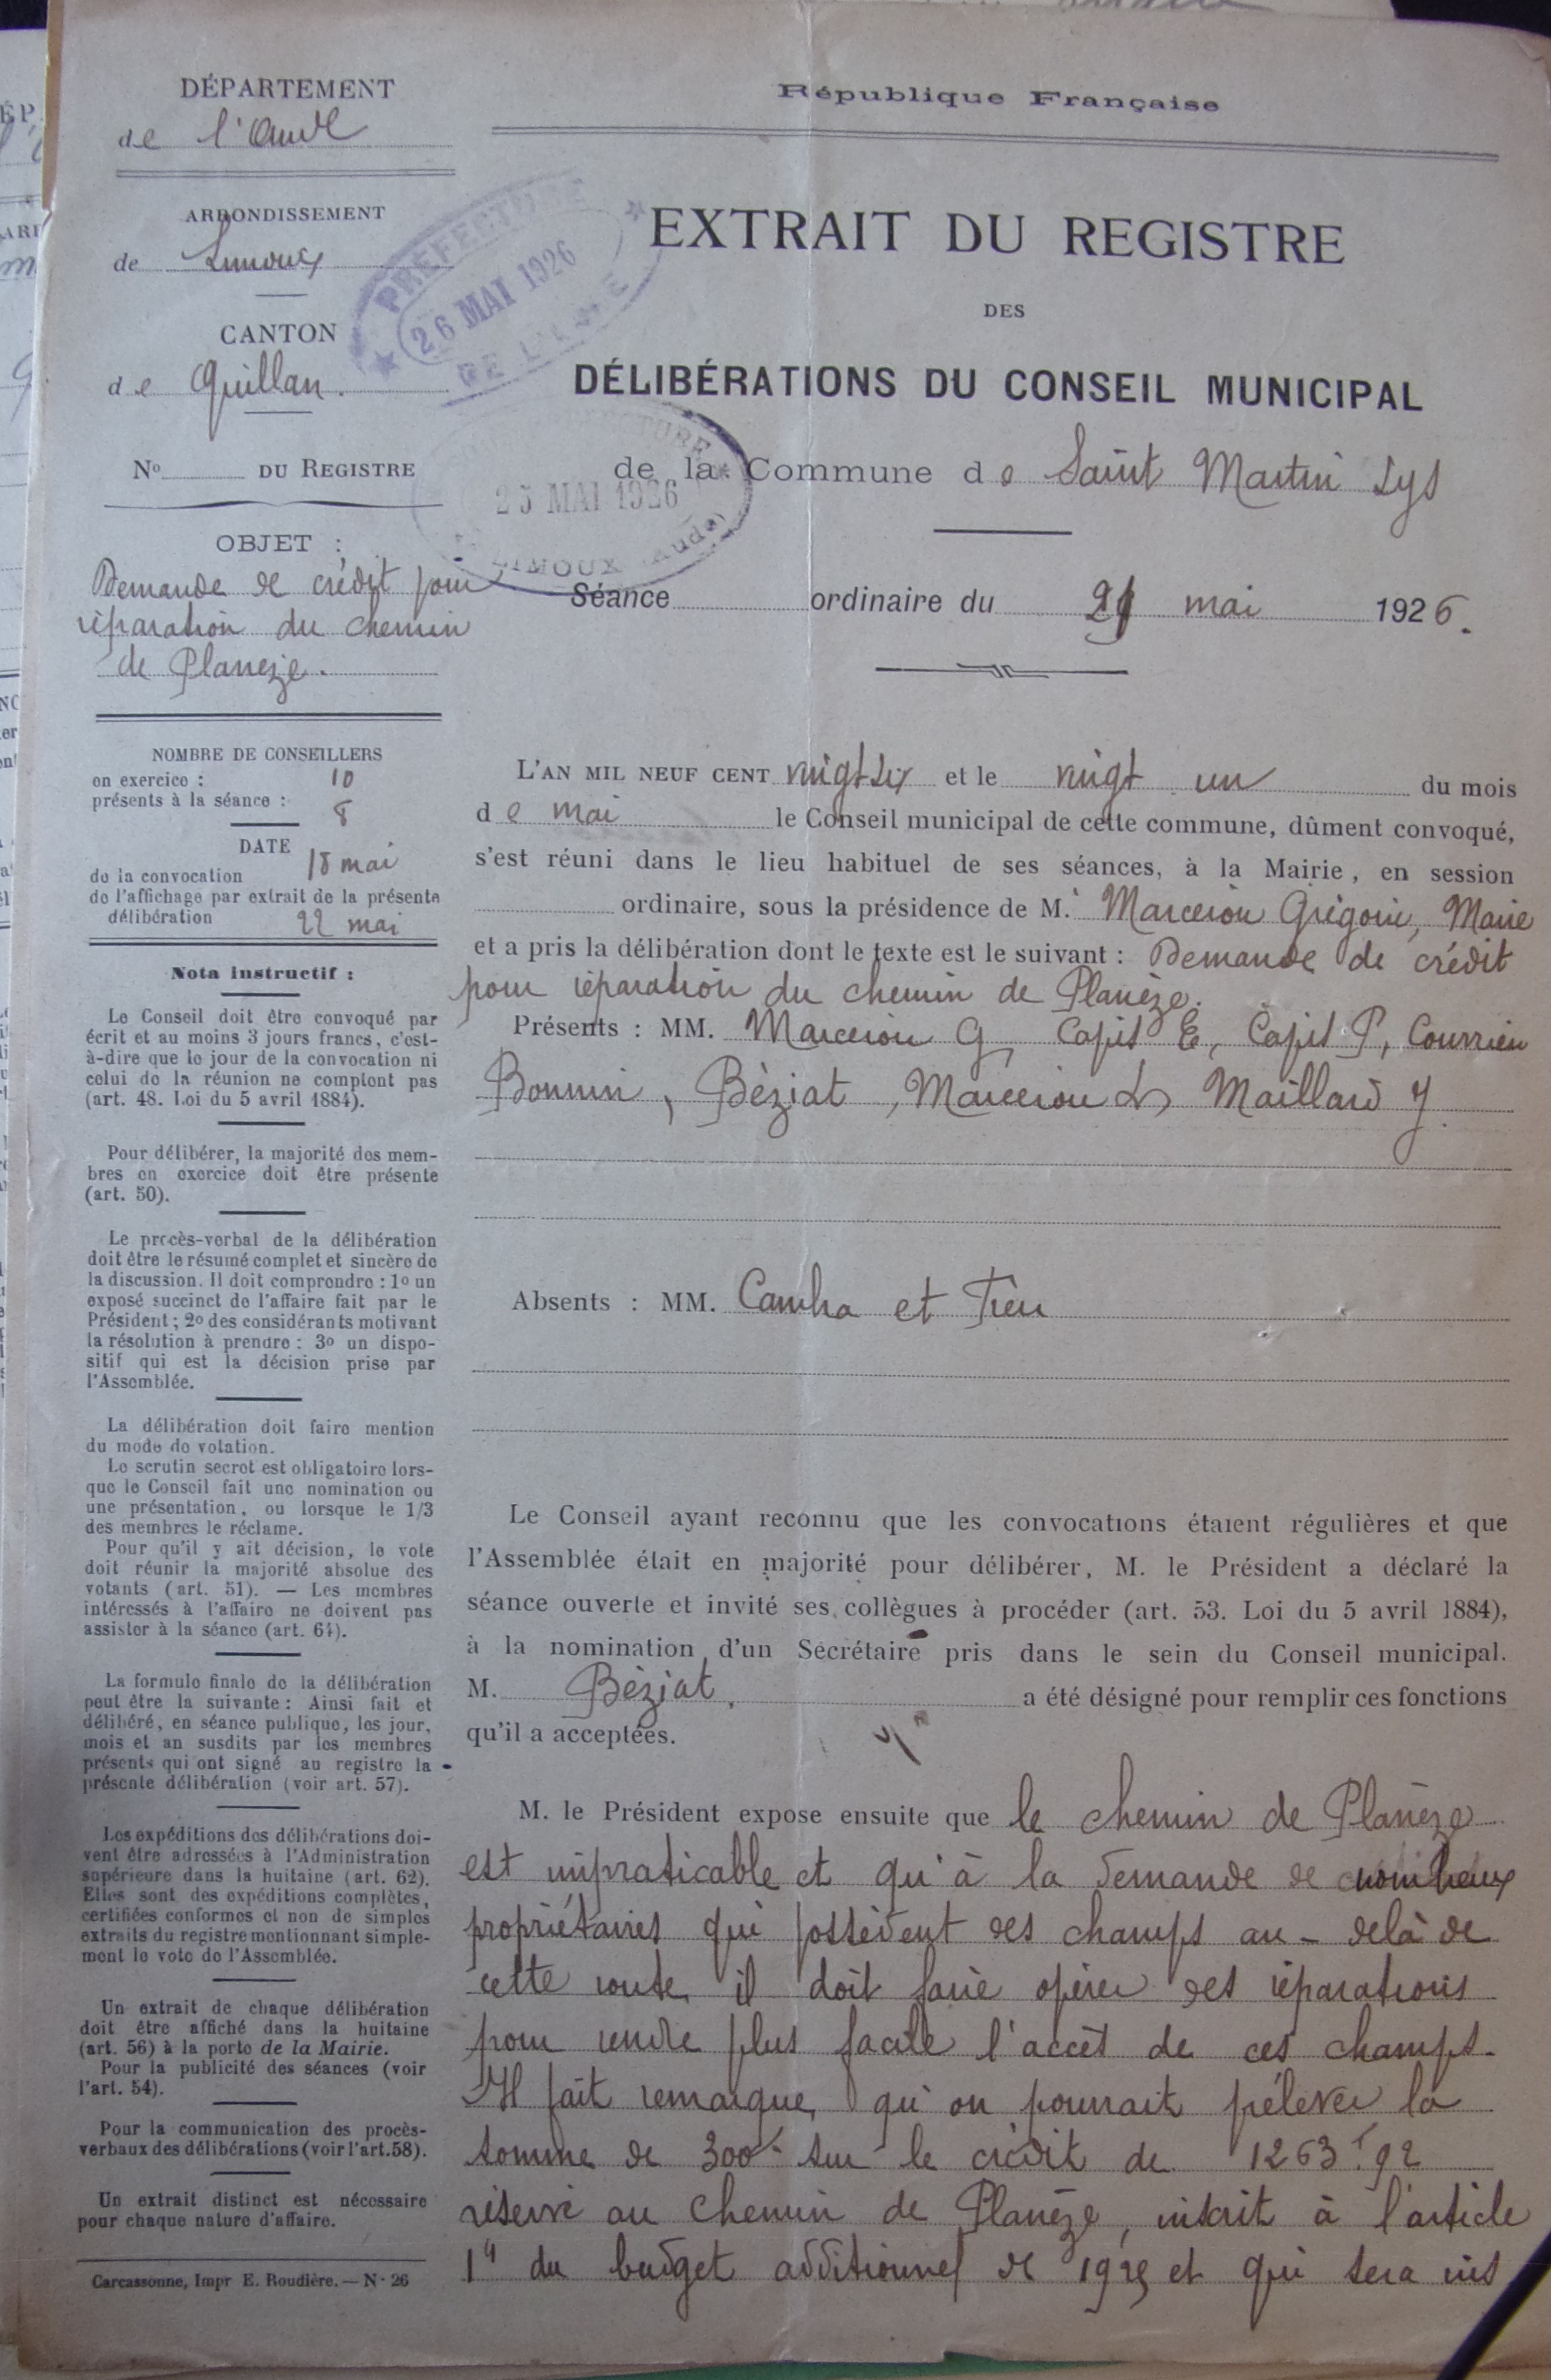 DÉPARTEMENT
de l'Aude
ARRONDISSEMENT
de Limoux
CANTON
de Quillan.
No DU REGISTRE
OBJET :
Demande de crédit pour
réparation du chemin
de Planèze.
NOMBRE DE CONSEILLERS
en exercice : 10
présents à la séance : 8
DATE
de la convocation 18 mai
de l'affichage par extrait de la présente
délibération 22 mai
Nota instructif :
Le Conseil doit être convoqué par
écrit et au moins 3 jours francs, c'est-
à-dire que le jour de la convocation ni
celui de la réunion ne comptent pas
(art. 48. Loi du 5 avril 1884).
Pour délibérer, la majorité des mem-
bres en exercice doit être présente
(art. 50).
Le procès-verbal de la délibération
doit être le résumé complet et sincère de
la discussion. Il doit comprendre : 1o un
exposé succinct de l'affaire fait par le
Président ; 2o des considérants motivant
la résolution à prendre : 3o un dispo-
sitif qui est la décision prise par
l'Assemblée.
La délibération doit faire mention
du mode de votation.
Le scrutin secret est obligatoire lors-
que le Conseil fait une nomination ou
une présentation, ou lorsque le 1/3
des membres le réclame.
Pour qu'il y ait décision, le vote
doit réunir la majorité absolue des
votants (art. 51). — Les membres
intéressés à l'affaire ne doivent pas
assister à la séance (art. 64).
La formule finale de la délibération
peut être la suivante : Ainsi fait et
délibéré, en séance publique, les jour,
mois et an susdits par les membres
présents qui ont signé au registre la
présente délibération (voir art. 57).
Les expéditions des délibérations doi-
vent être adressées à l'Administration
supérieure dans la huitaine (art. 62).
Elles sont des expéditions complètes,
certifiées conformes et non de simples
extraits du registre mentionnant simple-
ment le vote de l'Assemblée.
Un extrait de chaque délibération
doit être affiché dans la huitaine
(art. 56) à la porte de la Mairie.
Pour la publicité des séances (voir
l'art. 54).
Pour la communication des procès-
verbaux des délibérations (voir l'art. 58).
Un extrait distinct est nécessaire
pour chaque nature d'affaire.
Carcassonne, Impr E. Roudière. — N° 26
PRÉFECTURE
26 MAI 1926
DE L'AUDE
25 MAI 1926
LIMOUX (Aude)
République Française
EXTRAIT DU REGISTRE
DES
DÉLIBÉRATIONS DU CONSEIL MUNICIPAL
de la Commune de Saint Martin Lys
Séance ordinaire du 21 mai 1926.
L'AN MIL NEUF CENT vingt six et le vingt un du mois
de mai le Conseil municipal de cette commune, dûment convoqué,
s'est réuni dans le lieu habituel de ses séances, à la Mairie, en session
ordinaire, sous la présidence de M. Marcerou Grégoire, Maire
et a pris la délibération dont le texte est le suivant : Demande de crédit
pour réparation du chemin de Planèze.
Présents : MM. Marcerou G, Capis E, Capis P, Courrieu
Bonnin, Béziat, Marcerou L, Maillard J
Absents : MM. et
Le Conseil ayant reconnu que les convocations étaient régulières et que
l'Assemblée était en majorité pour délibérer, M. le Président a déclaré la
séance ouverte et invité ses collègues à procéder (art. 53. Loi du 5 avril 1884),
à la nomination d'un Secrétaire pris dans le sein du Conseil municipal.
M. Béziat, a été désigné pour remplir ces fonctions
qu'il a acceptées.
M. le Président expose ensuite que le chemin de Planèze
est impraticable et qu'à la demande de nombreux
propriétaires qui possèdent des champs au-delà de
cette route il doit faire opérer des réparations
pour rendre plus facile l'accès de ces champs.
Il fait remarquer qu'on pourrait prélever la
somme de 300f sur le crédit de 1263f.92
réservé au chemin de Planèze, inscrit à l'article
14 du budget additionnel de 1925 et qui sera ins